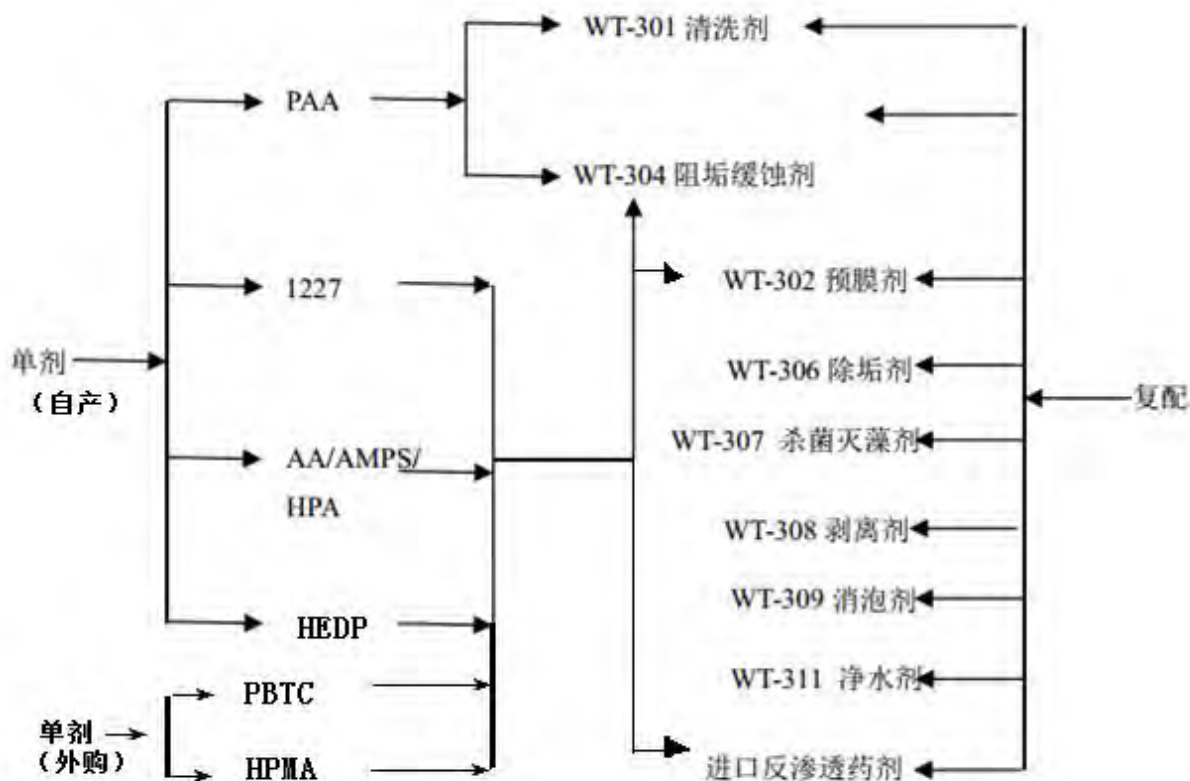 WT-301 清洗剂
PAA
WT-304 阻垢缓蚀剂
1227
WT-302 预膜剂
单剂
（自产）
WT-306 除垢剂
复配
WT-307 杀菌灭藻剂
AA/AMPS/
HPA
WT-308 剥离剂
WT-309 消泡剂
HEDP
WT-311 净水剂
PBTC
单剂
（外购）
HPMA
进口反渗透药剂